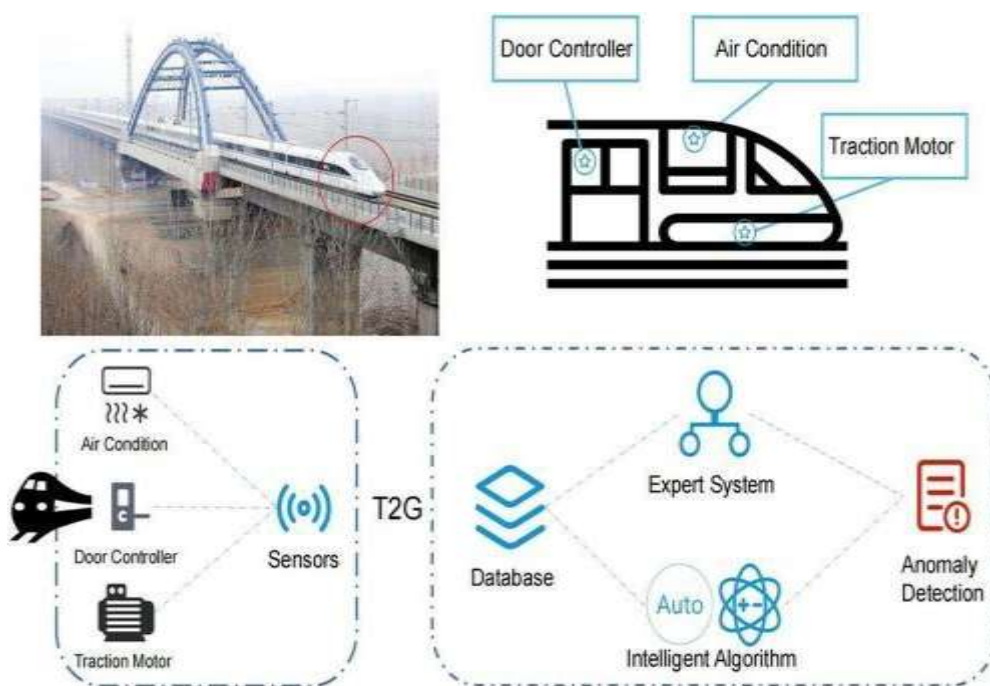 Door Controller
Air Condition
Traction Motor
Air Condition
Door Controller
Traction Motor
Sensors
T2G
Database
Expert System
Auto
Intelligent Algorithm
Anomaly
Detection